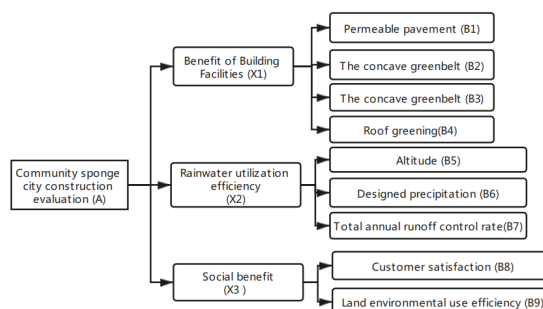 Community sponge
city construction
evaluation (A)
Benefit of Building
Facilities (X1)
Rainwater utilization
efficiency
(X2)
Social benefit
(X3 )
Permeable pavement (B1)
The concave greenbelt (B2)
The concave greenbelt (B3)
Roof greening(B4)
Altitude (B5)
Designed precipitation (B6)
Total annual runoff control rate(B7)
Customer satisfaction (B8)
Land environmental use efficiency (B9)